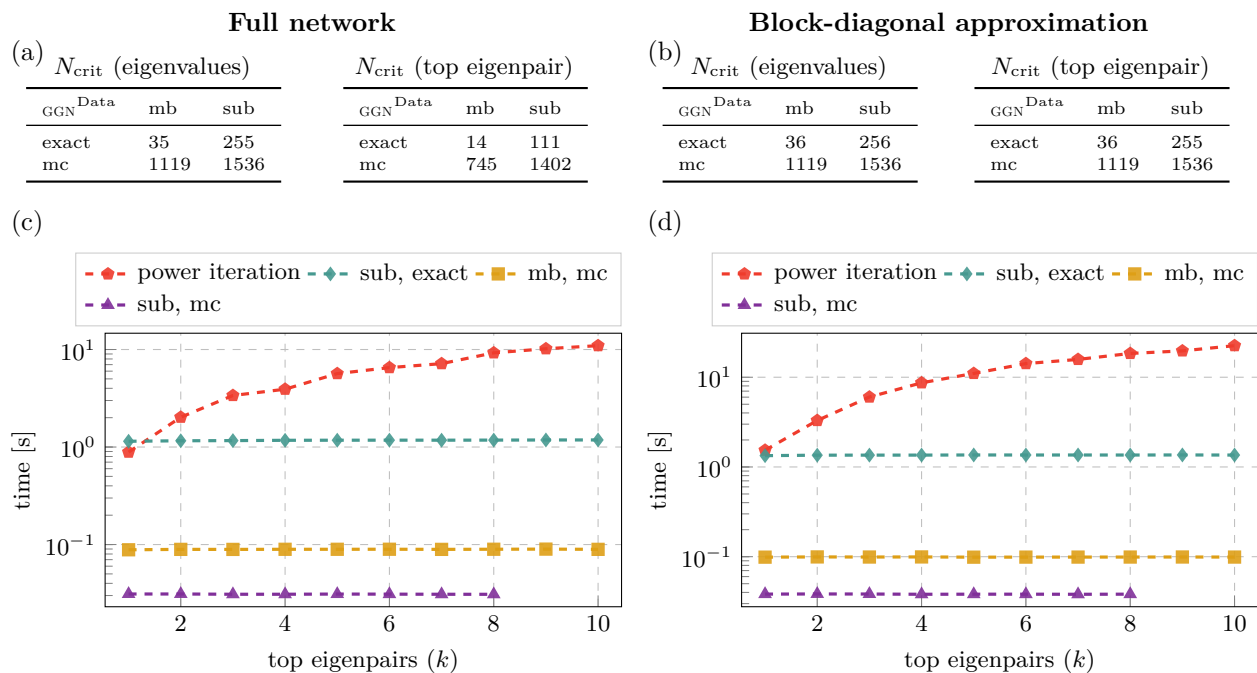 Full network
Block-diagonal approximation
(a)
N_crit (eigenvalues)
GGN^Data mb sub
exact 35 255
mc 1119 1536
N_crit (top eigenpair)
GGN^Data mb sub
exact 14 111
mc 745 1402
(b)
N_crit (eigenvalues)
GGN^Data mb sub
exact 36 256
mc 1119 1536
N_crit (top eigenpair)
GGN^Data mb sub
exact 36 255
mc 1119 1536
(c)
power iteration sub, exact mb, mc
sub, mc
10^1
10^0
10^−1
time [s]
2 4 6 8 10
top eigenpairs (k)
(d)
power iteration sub, exact mb, mc
sub, mc
10^1
10^0
10^−1
time [s]
2 4 6 8 10
top eigenpairs (k)